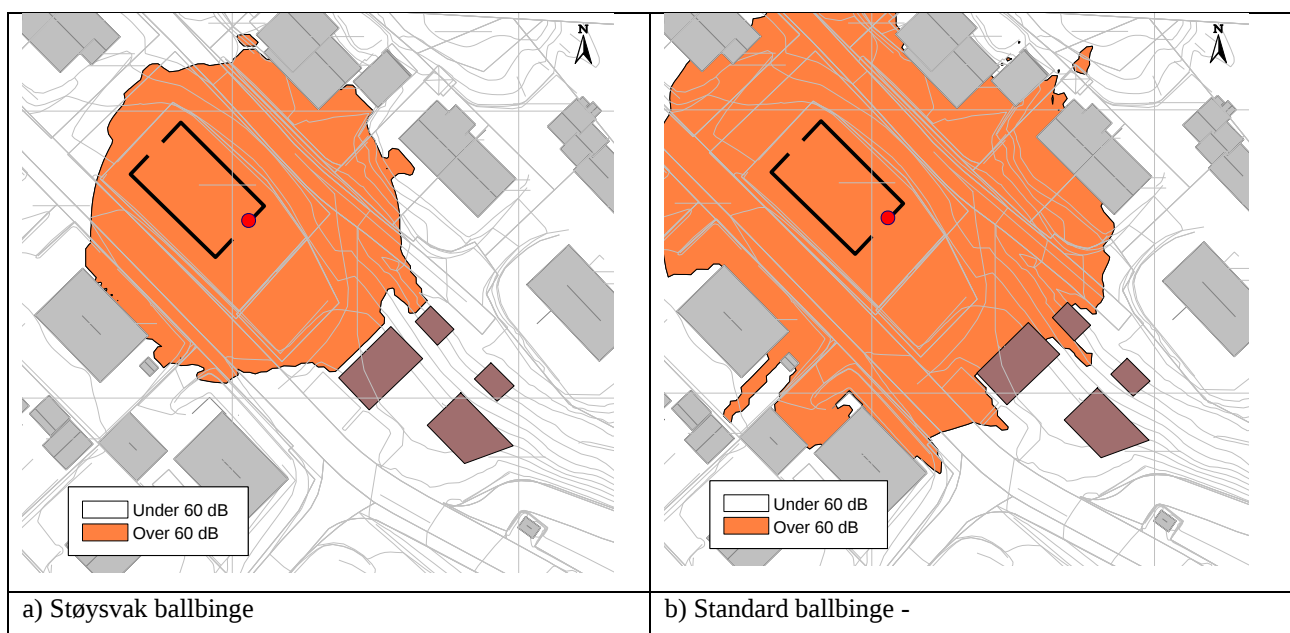 N
Under 60 dB
Over 60 dB
a) Støysvak ballbinge
N
Under 60 dB
Over 60 dB
b) Standard ballbinge -